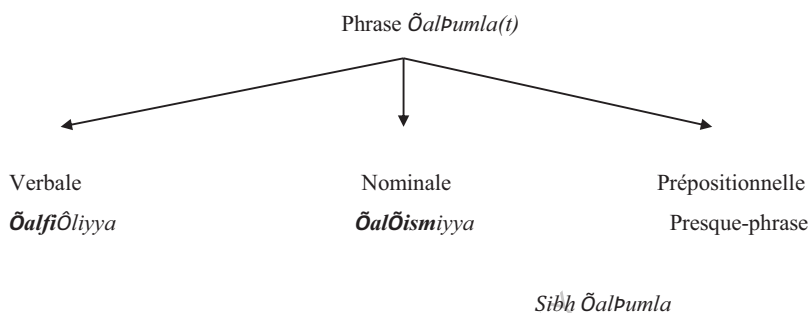 Phrase ÕalÞumla(t)
Verbale Nominale Prépositionnelle
ÕalfiÔliyya ÕalÕismiyya Presque-phrase
Sibh ÕalÞumla